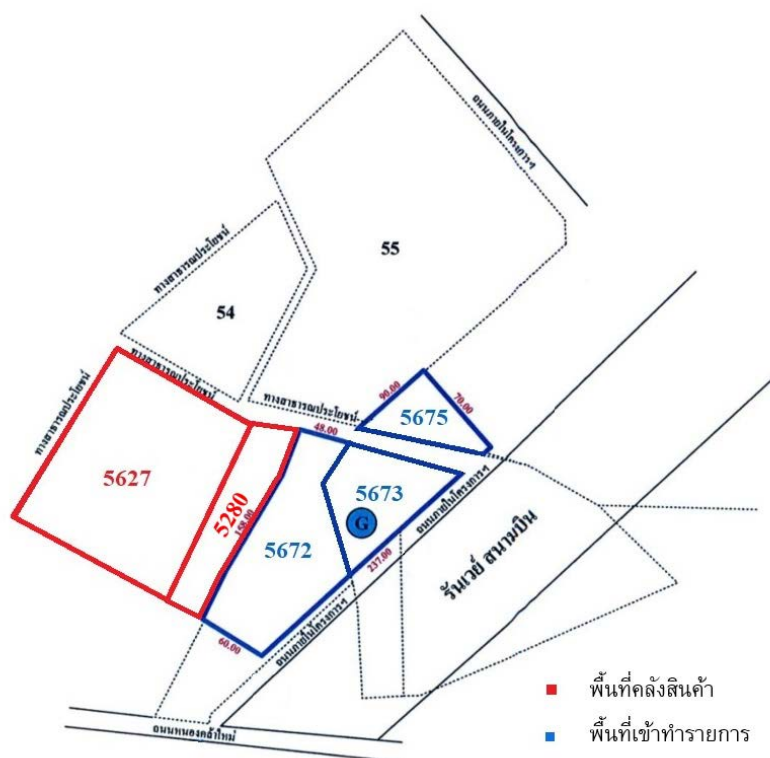 ถนนภายในโครงการฯ
55
ทางสาธารณประโยชน์
54
ทางสาธารณประโยชน์
ทางสาธารณประโยชน์
ทางสาธารณประโยชน์
90.00
70.00
5675
48.00
5627
5280
158.00
5672
5673
G
237.00
ถนนภายในโครงการฯ
รันเวย์ สนามบิน
60.00
ถนนภายในโครงการฯ
ถนนหนองคล้าใหม่
พื้นที่คลังสินค้า
พื้นที่เข้าทำรายการ